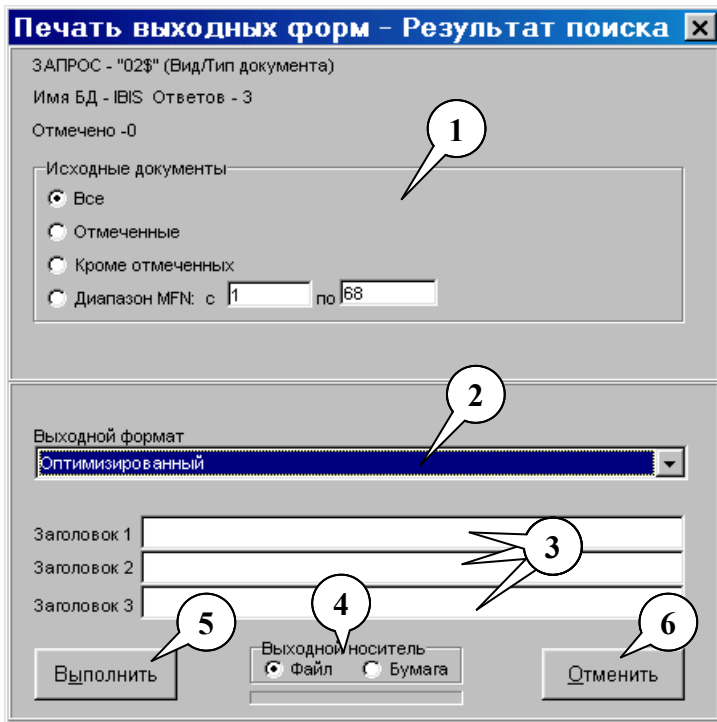 Печать выходных форм - Результат поиска
ЗАПРОС - "02$" (Вид/Тип документа)
Имя БД - IBIS Ответов - 3
Отмечено -0
1
Исходные документы
Все
Отмеченные
Кроме отмеченных
Диапазон MFN: с 1 по 68
2
Выходной формат
Оптимизированный
Заголовок 1
3
Заголовок 2
Заголовок 3
5
4
6
Выходной носитель
Файл Бумага
Выполнить
Отменить